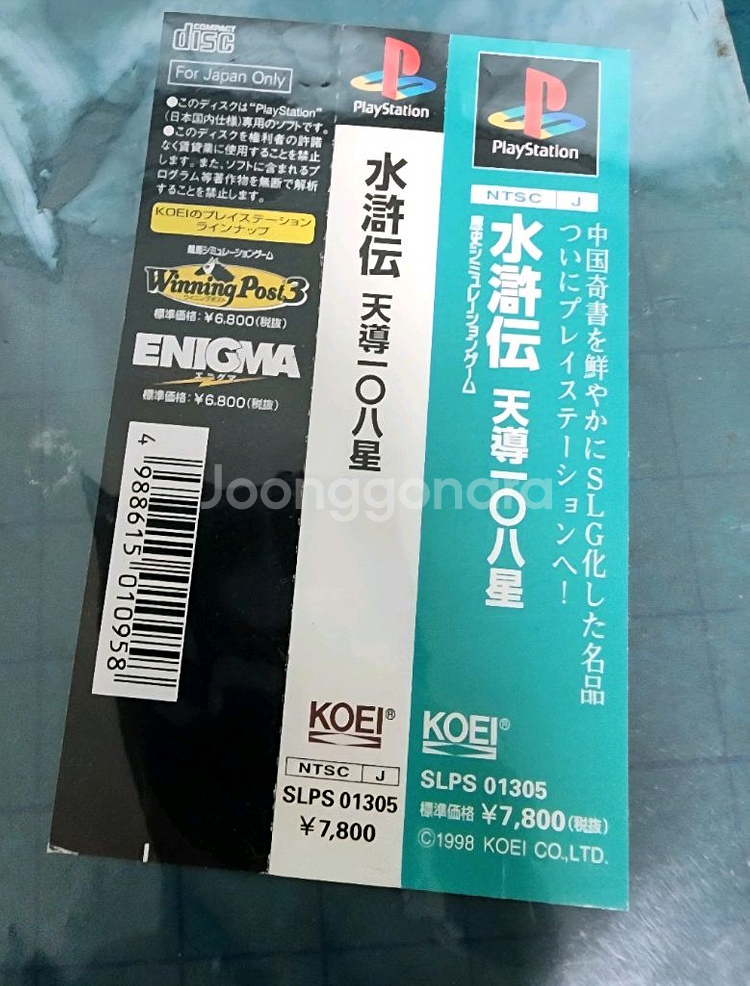 COMPACT
disc
For Japan Only
●このディスクは"PlayStation"
(日本国内仕様)専用のソフトです。
●このディスクを権利者の許諾
なく賃貸業に使用することを禁止
します。また、ソフトに含まれるプ
ログラム等著作物を無断で解析
することを禁止します。
KOEIのプレイステーション
ラインナップ
競馬シミュレーションゲーム
Winning Post 3
ウイニングポスト
標準価格:￥6,800(税抜)
ENIGMA
エニグマ
標準価格:￥6,800(税抜)
4 988615 010958
PlayStation
水滸伝 天導一〇八星
KOEI®
NTSC J
SLPS 01305
￥7,800
PlayStation
NTSC J
中国奇書を鮮やかにSLG化した名品
ついにプレイステーションへ!
水滸伝 天導一〇八星
歴史シミュレーションゲーム
KOEI®
SLPS 01305
標準価格 ￥7,800(税抜)
©1998 KOEI CO.,LTD.
Joonggonara